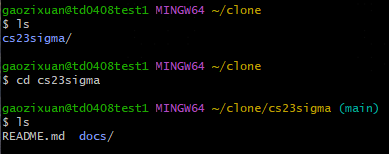 gaozixuan@td0408test1 MINGW64 ~/clone
$ ls
cs23sigma/
gaozixuan@td0408test1 MINGW64 ~/clone
$ cd cs23sigma
gaozixuan@td0408test1 MINGW64 ~/clone/cs23sigma (main)
$ ls
README.md  docs/